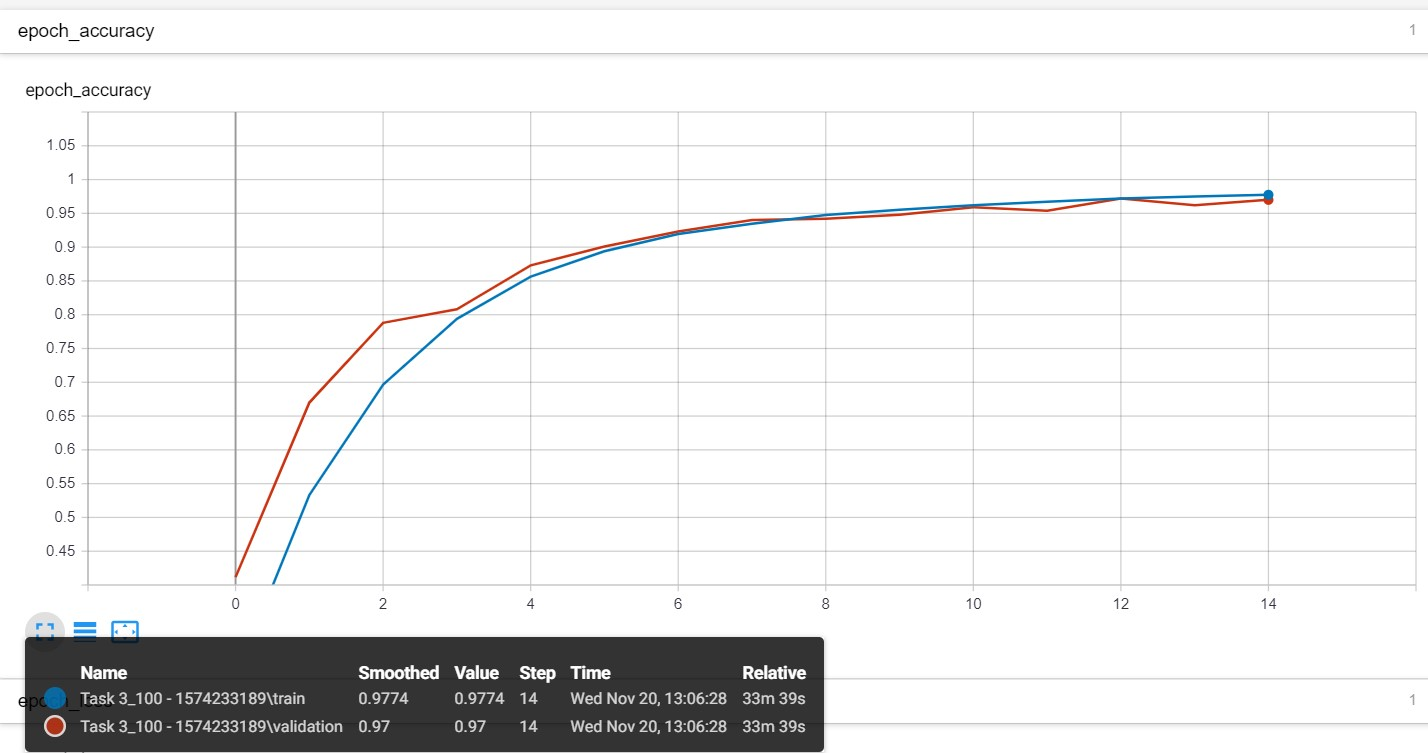 epoch_accuracy 1
epoch_accuracy
1.05
1
0.95
0.9
0.85
0.8
0.75
0.7
0.65
0.6
0.55
0.5
0.45
0 2 4 6 8 10 12 14
Name Smoothed Value Step Time Relative
Task 3_100 - 1574233189\train 0.9774 0.9774 14 Wed Nov 20, 13:06:28 33m 39s
1
Task 3_100 - 1574233189\validation 0.97 0.97 14 Wed Nov 20, 13:06:28 33m 39s